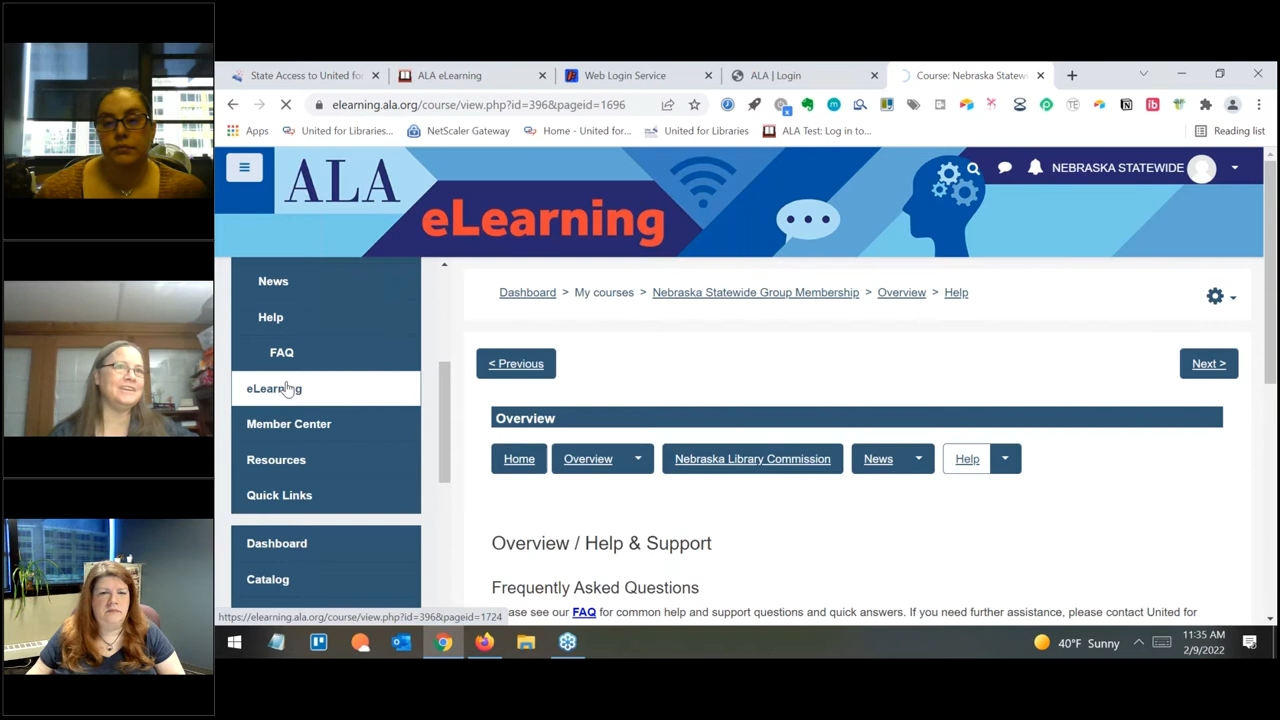 State Access to United for
ALA eLearning
Web Login Service
ALA | Login
Course: Nebraska Statew
elearning.ala.org/course/view.php?id=396&pageid=1696
Apps
United for Libraries...
NetScaler Gateway
Home - United for...
United for Libraries
ALA Test: Log in to...
Reading list
ALA
eLearning
NEBRASKA STATEWIDE
News
Help
FAQ
eLearning
Member Center
Resources
Quick Links
Dashboard
Catalog
Dashboard > My courses > Nebraska Statewide Group Membership > Overview > Help
< Previous
Next >
Overview
Home
Overview
Nebraska Library Commission
News
Help
Overview / Help & Support
Frequently Asked Questions
ease see our FAQ for common help and support questions and quick answers. If you need further assistance, please contact United for
https://elearning.ala.org/course/view.php?id=396&pageid=1724
40°F Sunny
11:35 AM
2/9/2022